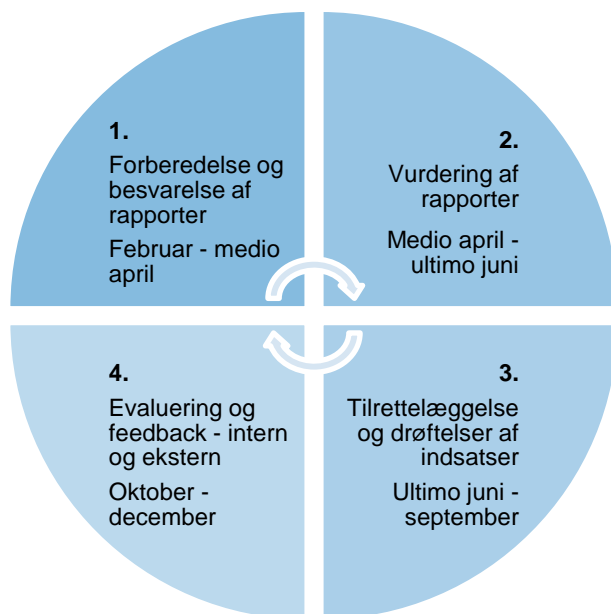 1.
Forberedelse og
besvarelse af
rapporter
Februar - medio
april
2.
Vurdering af
rapporter
Medio april -
ultimo juni
3.
Tilrettelæggelse
og drøftelser af
indsatser
Ultimo juni -
september
4.
Evaluering og
feedback - intern
og ekstern
Oktober -
december